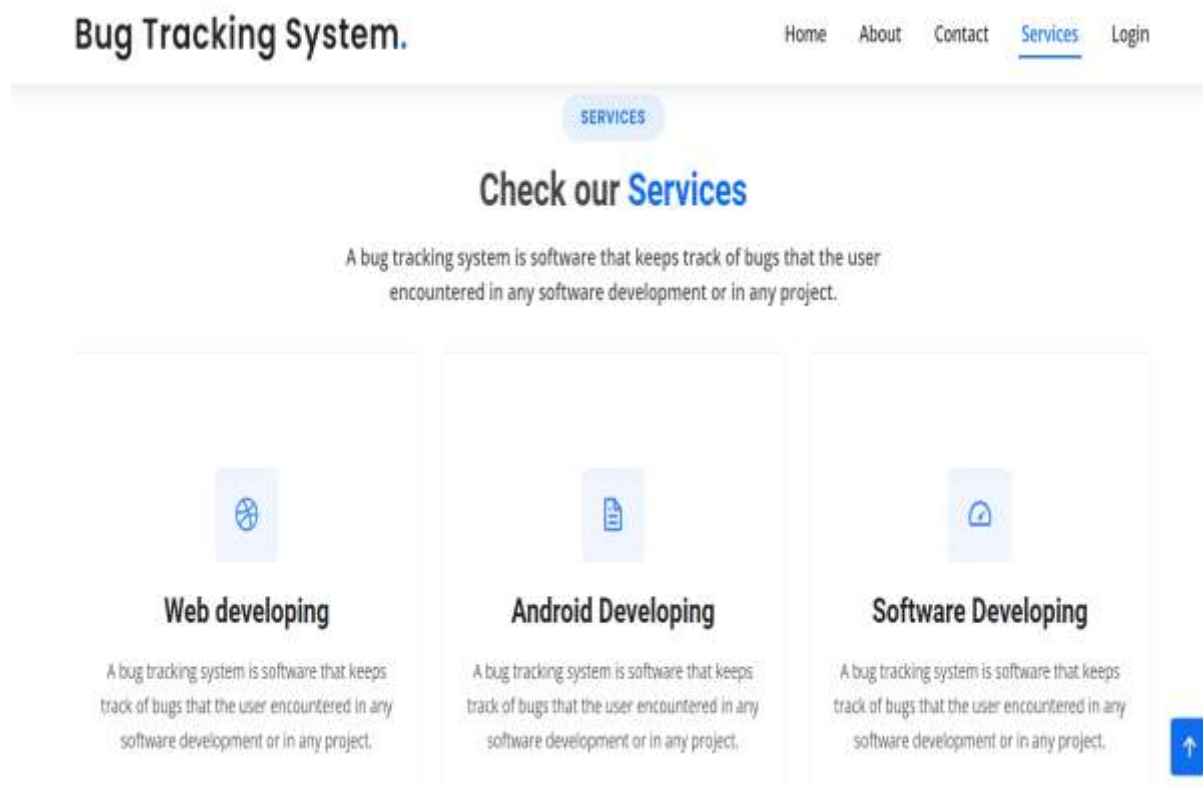 Bug Tracking System.
Home About Contact Services Login
SERVICES
Check our Services
A bug tracking system is software that keeps track of bugs that the user
encountered in any software development or in any project.
Web developing
A bug tracking system is software that keeps
track of bugs that the user encountered in any
software development or in any project.
Android Developing
A bug tracking system is software that keeps
track of bugs that the user encountered in any
software development or in any project.
Software Developing
A bug tracking system is software that keeps
track of bugs that the user encountered in any
software development or in any project.